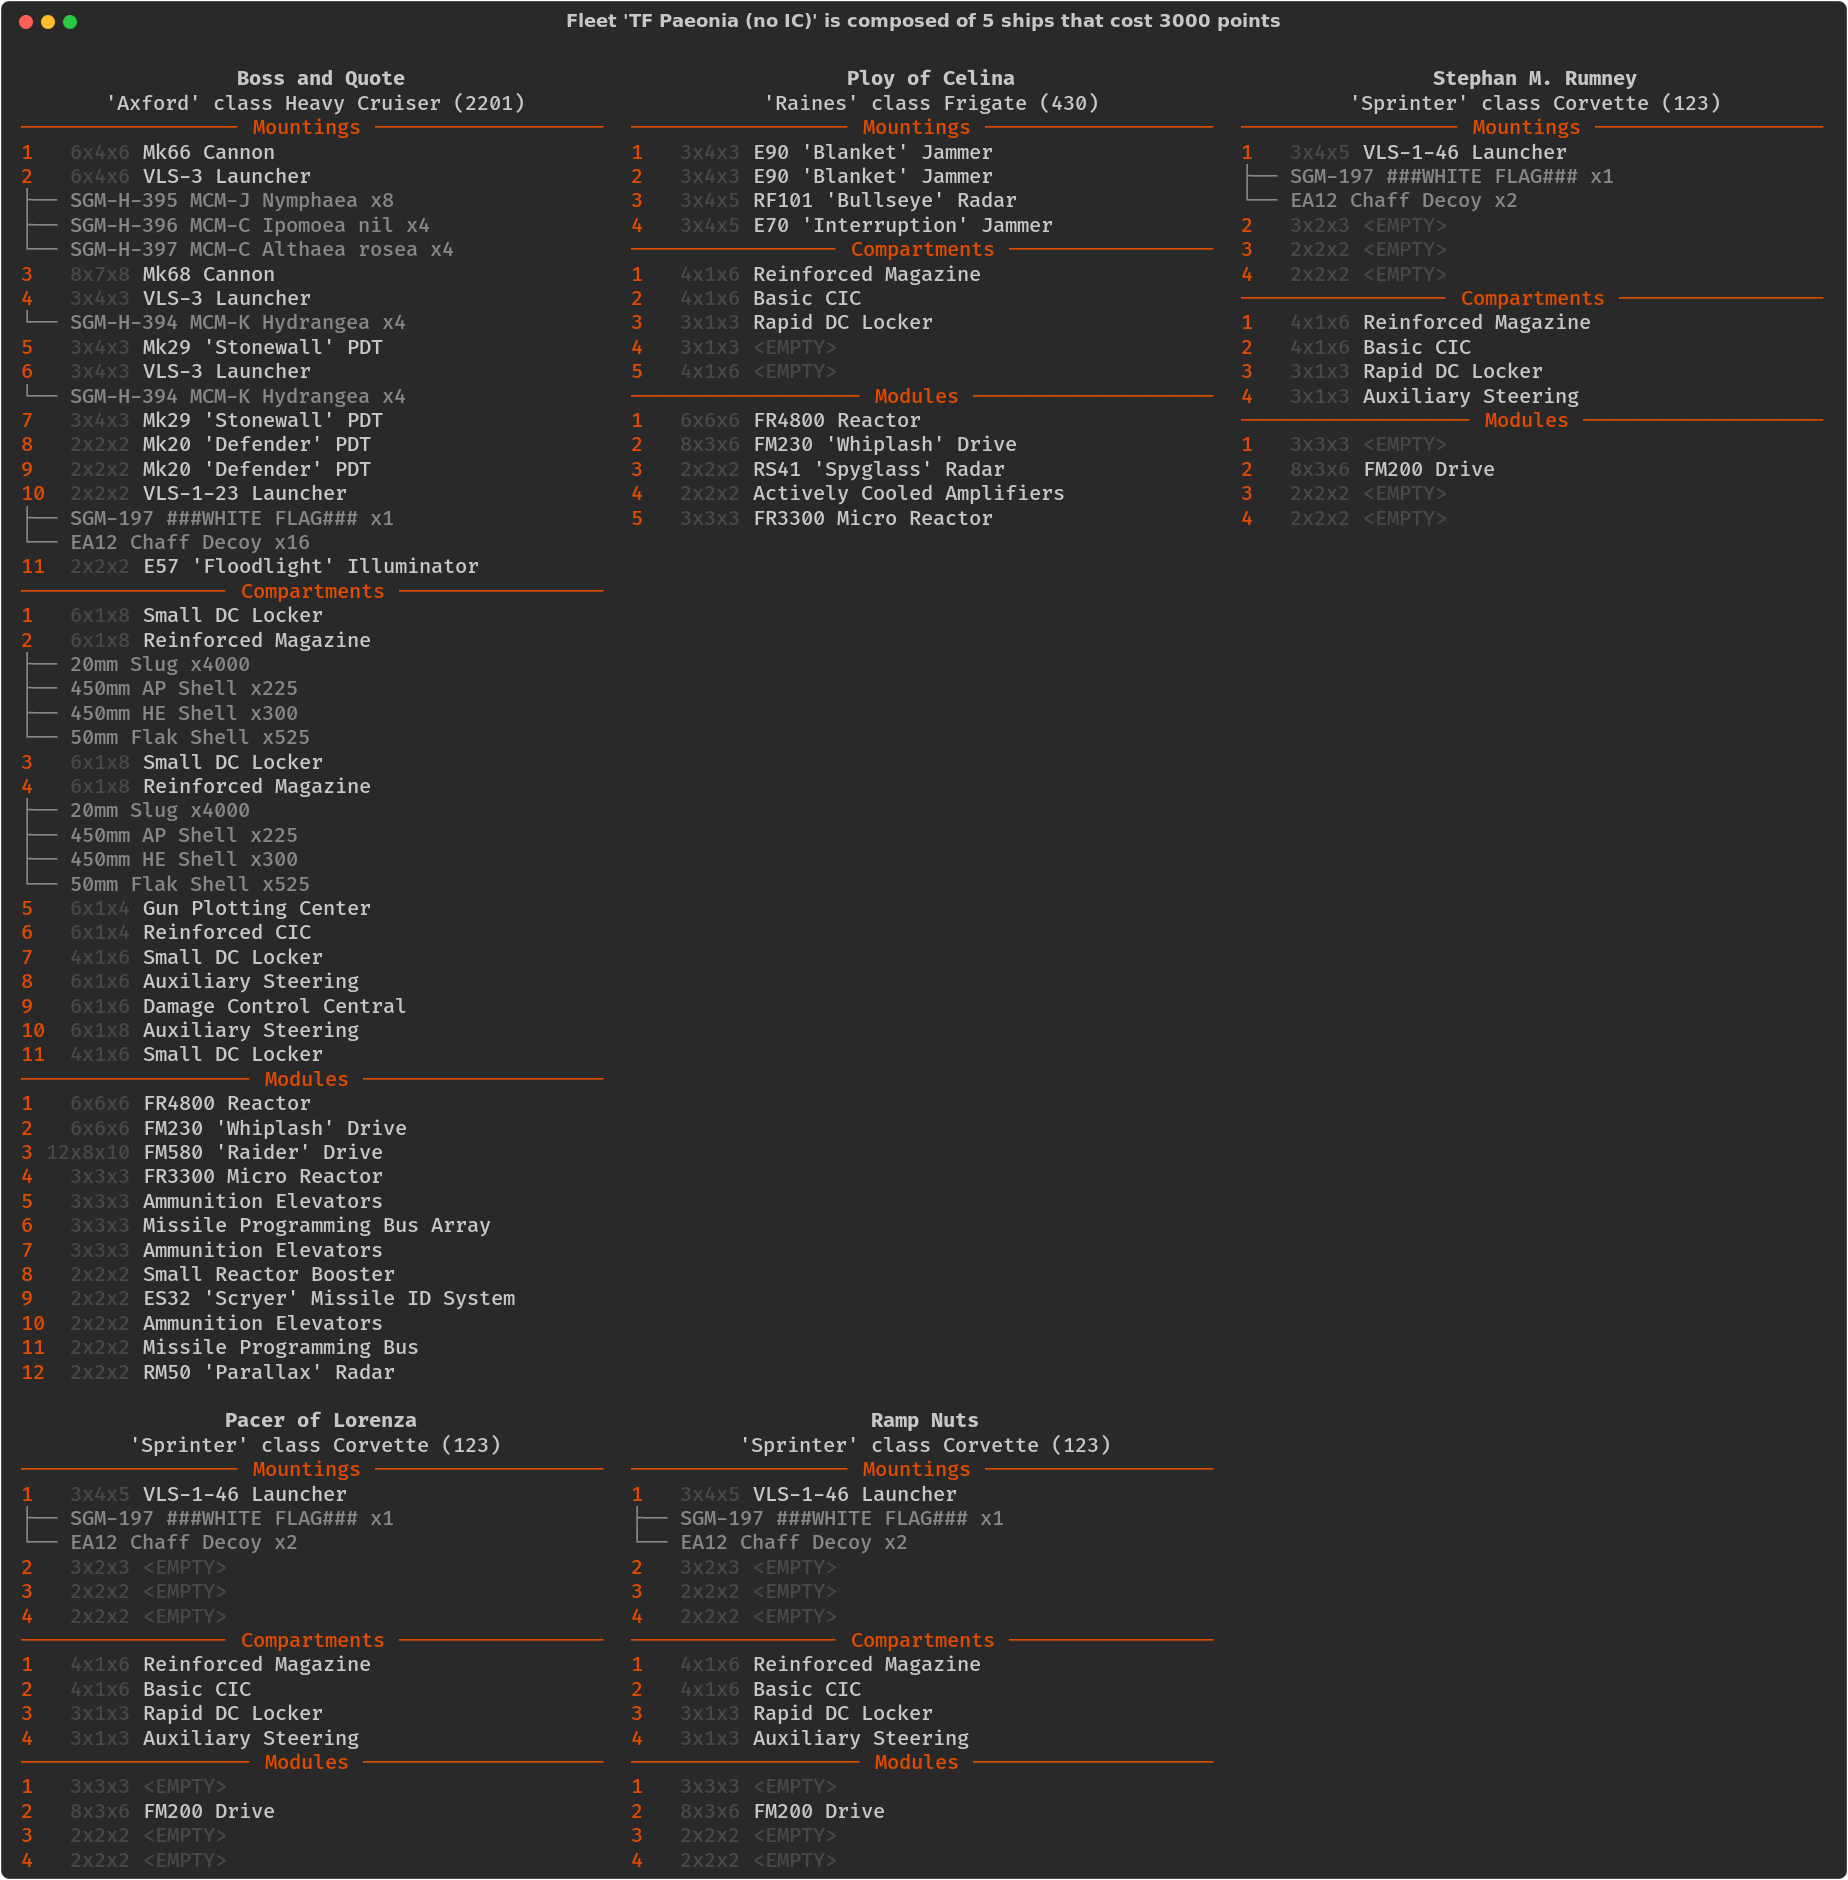 Fleet 'TF Paeonia (no IC)' is composed of 5 ships that cost 3000 points
Boss and Quote
'Axford' class Heavy Cruiser (2201)
Mountings
1 6x4x6 Mk66 Cannon
2 6x4x6 VLS-3 Launcher
SGM-H-395 MCM-J Nymphaea x8
SGM-H-396 MCM-C Ipomoea nil x4
SGM-H-397 MCM-C Althaea rosea x4
3 8x7x8 Mk68 Cannon
4 3x4x3 VLS-3 Launcher
SGM-H-394 MCM-K Hydrangea x4
5 3x4x3 Mk29 'Stonewall' PDT
6 3x4x3 VLS-3 Launcher
SGM-H-394 MCM-K Hydrangea x4
7 3x4x3 Mk29 'Stonewall' PDT
8 2x2x2 Mk20 'Defender' PDT
9 2x2x2 Mk20 'Defender' PDT
10 2x2x2 VLS-1-23 Launcher
SGM-197 ###WHITE FLAG### x1
EA12 Chaff Decoy x16
11 2x2x2 E57 'Floodlight' Illuminator
Compartments
1 6x1x8 Small DC Locker
2 6x1x8 Reinforced Magazine
20mm Slug x4000
450mm AP Shell x225
450mm HE Shell x300
50mm Flak Shell x525
3 6x1x8 Small DC Locker
4 6x1x8 Reinforced Magazine
20mm Slug x4000
450mm AP Shell x225
450mm HE Shell x300
50mm Flak Shell x525
5 6x1x4 Gun Plotting Center
6 6x1x4 Reinforced CIC
7 4x1x6 Small DC Locker
8 6x1x6 Auxiliary Steering
9 6x1x6 Damage Control Central
10 6x1x8 Auxiliary Steering
11 4x1x6 Small DC Locker
Modules
1 6x6x6 FR4800 Reactor
2 6x6x6 FM230 'Whiplash' Drive
3 12x8x10 FM580 'Raider' Drive
4 3x3x3 FR3300 Micro Reactor
5 3x3x3 Ammunition Elevators
6 3x3x3 Missile Programming Bus Array
7 3x3x3 Ammunition Elevators
8 2x2x2 Small Reactor Booster
9 2x2x2 ES32 'Scryer' Missile ID System
10 2x2x2 Ammunition Elevators
11 2x2x2 Missile Programming Bus
12 2x2x2 RM50 'Parallax' Radar
Ploy of Celina
'Raines' class Frigate (430)
Mountings
1 3x4x3 E90 'Blanket' Jammer
2 3x4x3 E90 'Blanket' Jammer
3 3x4x5 RF101 'Bullseye' Radar
4 3x4x5 E70 'Interruption' Jammer
Compartments
1 4x1x6 Reinforced Magazine
2 4x1x6 Basic CIC
3 3x1x3 Rapid DC Locker
4 3x1x3 <EMPTY>
5 4x1x6 <EMPTY>
Modules
1 6x6x6 FR4800 Reactor
2 8x3x6 FM230 'Whiplash' Drive
3 2x2x2 RS41 'Spyglass' Radar
4 2x2x2 Actively Cooled Amplifiers
5 3x3x3 FR3300 Micro Reactor
Stephan M. Rumney
'Sprinter' class Corvette (123)
Mountings
1 3x4x5 VLS-1-46 Launcher
SGM-197 ###WHITE FLAG### x1
EA12 Chaff Decoy x2
2 3x2x3 <EMPTY>
3 2x2x2 <EMPTY>
4 2x2x2 <EMPTY>
Compartments
1 4x1x6 Reinforced Magazine
2 4x1x6 Basic CIC
3 3x1x3 Rapid DC Locker
4 3x1x3 Auxiliary Steering
Modules
1 3x3x3 <EMPTY>
2 8x3x6 FM200 Drive
3 2x2x2 <EMPTY>
4 2x2x2 <EMPTY>
Pacer of Lorenza
'Sprinter' class Corvette (123)
Mountings
1 3x4x5 VLS-1-46 Launcher
SGM-197 ###WHITE FLAG### x1
EA12 Chaff Decoy x2
2 3x2x3 <EMPTY>
3 2x2x2 <EMPTY>
4 2x2x2 <EMPTY>
Compartments
1 4x1x6 Reinforced Magazine
2 4x1x6 Basic CIC
3 3x1x3 Rapid DC Locker
4 3x1x3 Auxiliary Steering
Modules
1 3x3x3 <EMPTY>
2 8x3x6 FM200 Drive
3 2x2x2 <EMPTY>
4 2x2x2 <EMPTY>
Ramp Nuts
'Sprinter' class Corvette (123)
Mountings
1 3x4x5 VLS-1-46 Launcher
SGM-197 ###WHITE FLAG### x1
EA12 Chaff Decoy x2
2 3x2x3 <EMPTY>
3 2x2x2 <EMPTY>
4 2x2x2 <EMPTY>
Compartments
1 4x1x6 Reinforced Magazine
2 4x1x6 Basic CIC
3 3x1x3 Rapid DC Locker
4 3x1x3 Auxiliary Steering
Modules
1 3x3x3 <EMPTY>
2 8x3x6 FM200 Drive
3 2x2x2 <EMPTY>
4 2x2x2 <EMPTY>